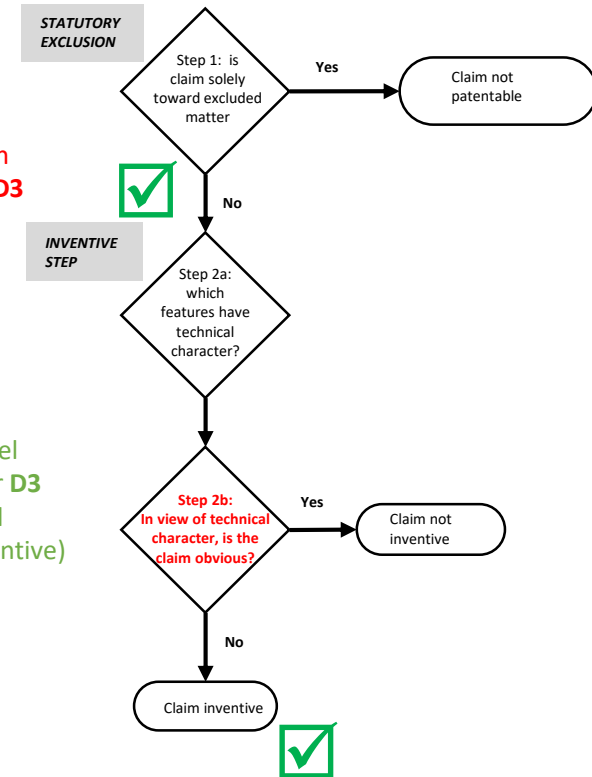 STATUTORY
EXCLUSION
Step 1: is
claim solely
toward excluded
matter
Yes
Claim not
patentable
D3
No
INVENTIVE
STEP
Step 2a:
which
features have
technical
character?
D3
Step 2b:
In view of technical
character, is the
claim obvious?
Yes
Claim not
inventive
ntive)
No
Claim inventive